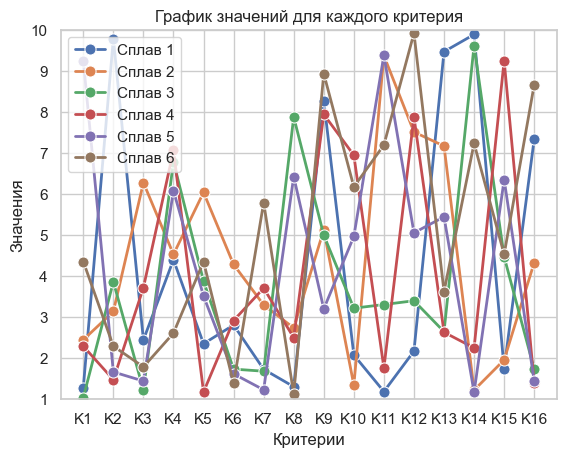 График значений для каждого критерия
10
9
8
7
6
5
4
3
2
1
Значения
Сплав 1
Сплав 2
Сплав 3
Сплав 4
Сплав 5
Сплав 6
K1 K2 K3 K4 K5 K6 K7 K8 K9 K10 K11 K12 K13 K14 K15 K16
Критерии